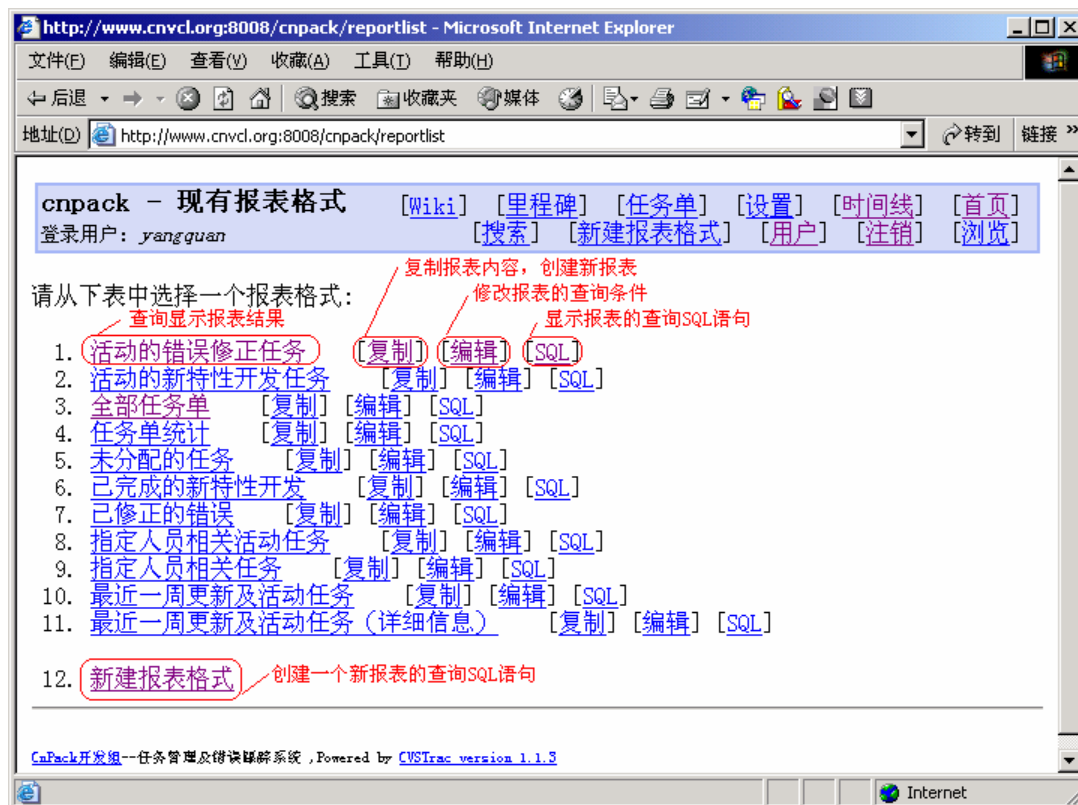 http://www.cnvcl.org:8008/cnpack/reportlist - Microsoft Internet Explorer
文件(F) 编辑(E) 查看(V) 收藏(A) 工具(T) 帮助(H)
后退 搜索 收藏夹 媒体
地址(D) http://www.cnvcl.org:8008/cnpack/reportlist 转到 链接 »
cnpack - 现有报表格式 [Wiki] [里程碑] [任务单] [设置] [时间线] [首页]
登录用户: yangquan [搜索] [新建报表格式] [用户] [注销] [浏览]
复制报表内容，创建新报表
请从下表中选择一个报表格式: 修改报表的查询条件
查询显示报表结果 显示报表的查询SQL语句
1. 活动的错误修正任务 [复制] [编辑] [SQL]
2. 活动的新特性开发任务 [复制] [编辑] [SQL]
3. 全部任务单 [复制] [编辑] [SQL]
4. 任务单统计 [复制] [编辑] [SQL]
5. 未分配的任务 [复制] [编辑] [SQL]
6. 已完成的新特性开发 [复制] [编辑] [SQL]
7. 已修正的错误 [复制] [编辑] [SQL]
8. 指定人员相关活动任务 [复制] [编辑] [SQL]
9. 指定人员相关任务 [复制] [编辑] [SQL]
10. 最近一周更新及活动任务 [复制] [编辑] [SQL]
11. 最近一周更新及活动任务（详细信息） [复制] [编辑] [SQL]
12. 新建报表格式 创建一个新报表的查询SQL语句
CnPack开发组--任务管理及错误跟踪系统 ,Powered by CVSTrac version 1.1.3
Internet